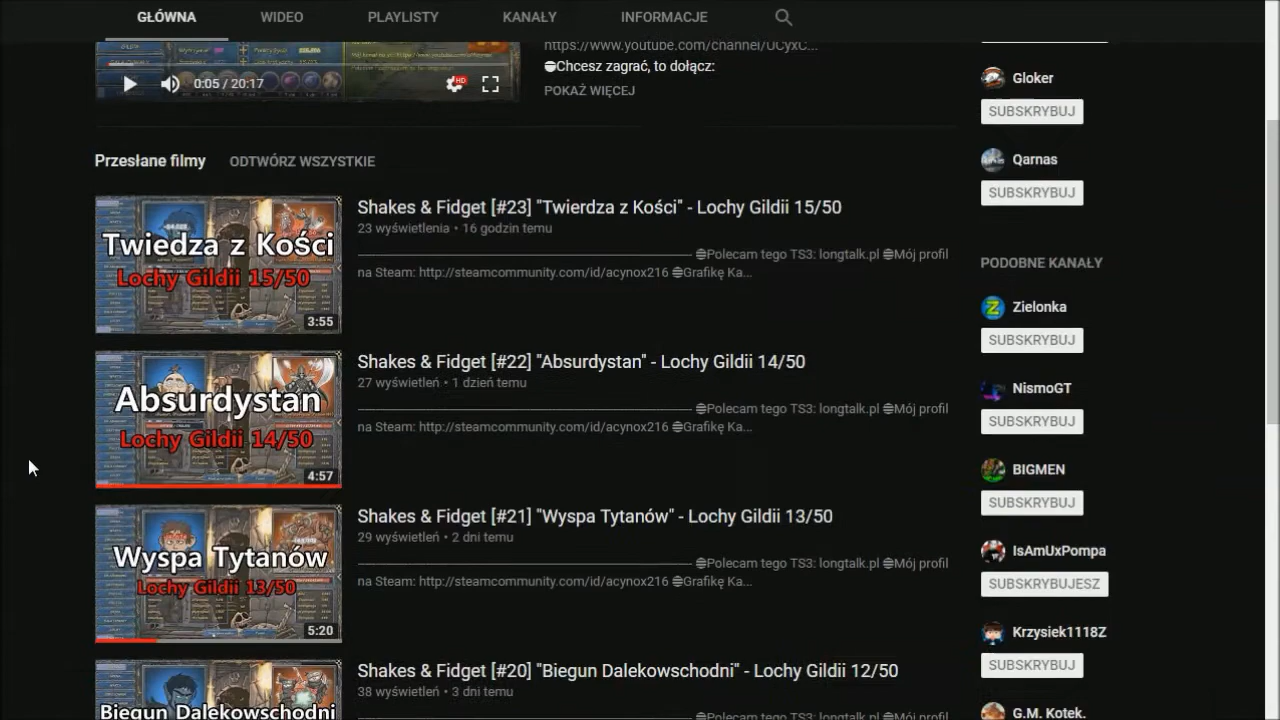 GŁÓWNA WIDEO PLAYLISTY KANAŁY INFORMACJE
0:05 / 20:17
HD
https://www.youtube.com/channel/UCyxC...
Chcesz zagrać, to dołącz:
POKAŻ WIĘCEJ
Przesłane filmy ODTWÓRZ WSZYSTKIE
Twiedza z Kości
Lochy Gildii 15/50
3:55
Shakes & Fidget [#23] "Twierdza z Kości" - Lochy Gildii 15/50
23 wyświetlenia • 16 godzin temu
Polecam tego TS3: longtalk.pl Mój profil
na Steam: http://steamcommunity.com/id/acynox216 Grafikę Ka...
Absurdystan
Lochy Gildii 14/50
4:57
Shakes & Fidget [#22] "Absurdystan" - Lochy Gildii 14/50
27 wyświetleń • 1 dzień temu
Polecam tego TS3: longtalk.pl Mój profil
na Steam: http://steamcommunity.com/id/acynox216 Grafikę Ka...
Wyspa Tytanów
Lochy Gildii 13/50
5:20
Shakes & Fidget [#21] "Wyspa Tytanów" - Lochy Gildii 13/50
29 wyświetleń • 2 dni temu
Polecam tego TS3: longtalk.pl Mój profil
na Steam: http://steamcommunity.com/id/acynox216 Grafikę Ka...
Biegun Dalekowschodni
Shakes & Fidget [#20] "Biegun Dalekowschodni" - Lochy Gildii 12/50
38 wyświetleń • 3 dni temu
Polecam tego TS3: longtalk.pl Mój profil
Gloker
SUBSKRYBUJ
Qarnas
SUBSKRYBUJ
PODOBNE KANAŁY
Zielonka
SUBSKRYBUJ
NismoGT
SUBSKRYBUJ
BIGMEN
SUBSKRYBUJ
IsAmUxPompa
SUBSKRYBUJESZ
Krzysiek1118Z
SUBSKRYBUJ
G.M. Kotek.